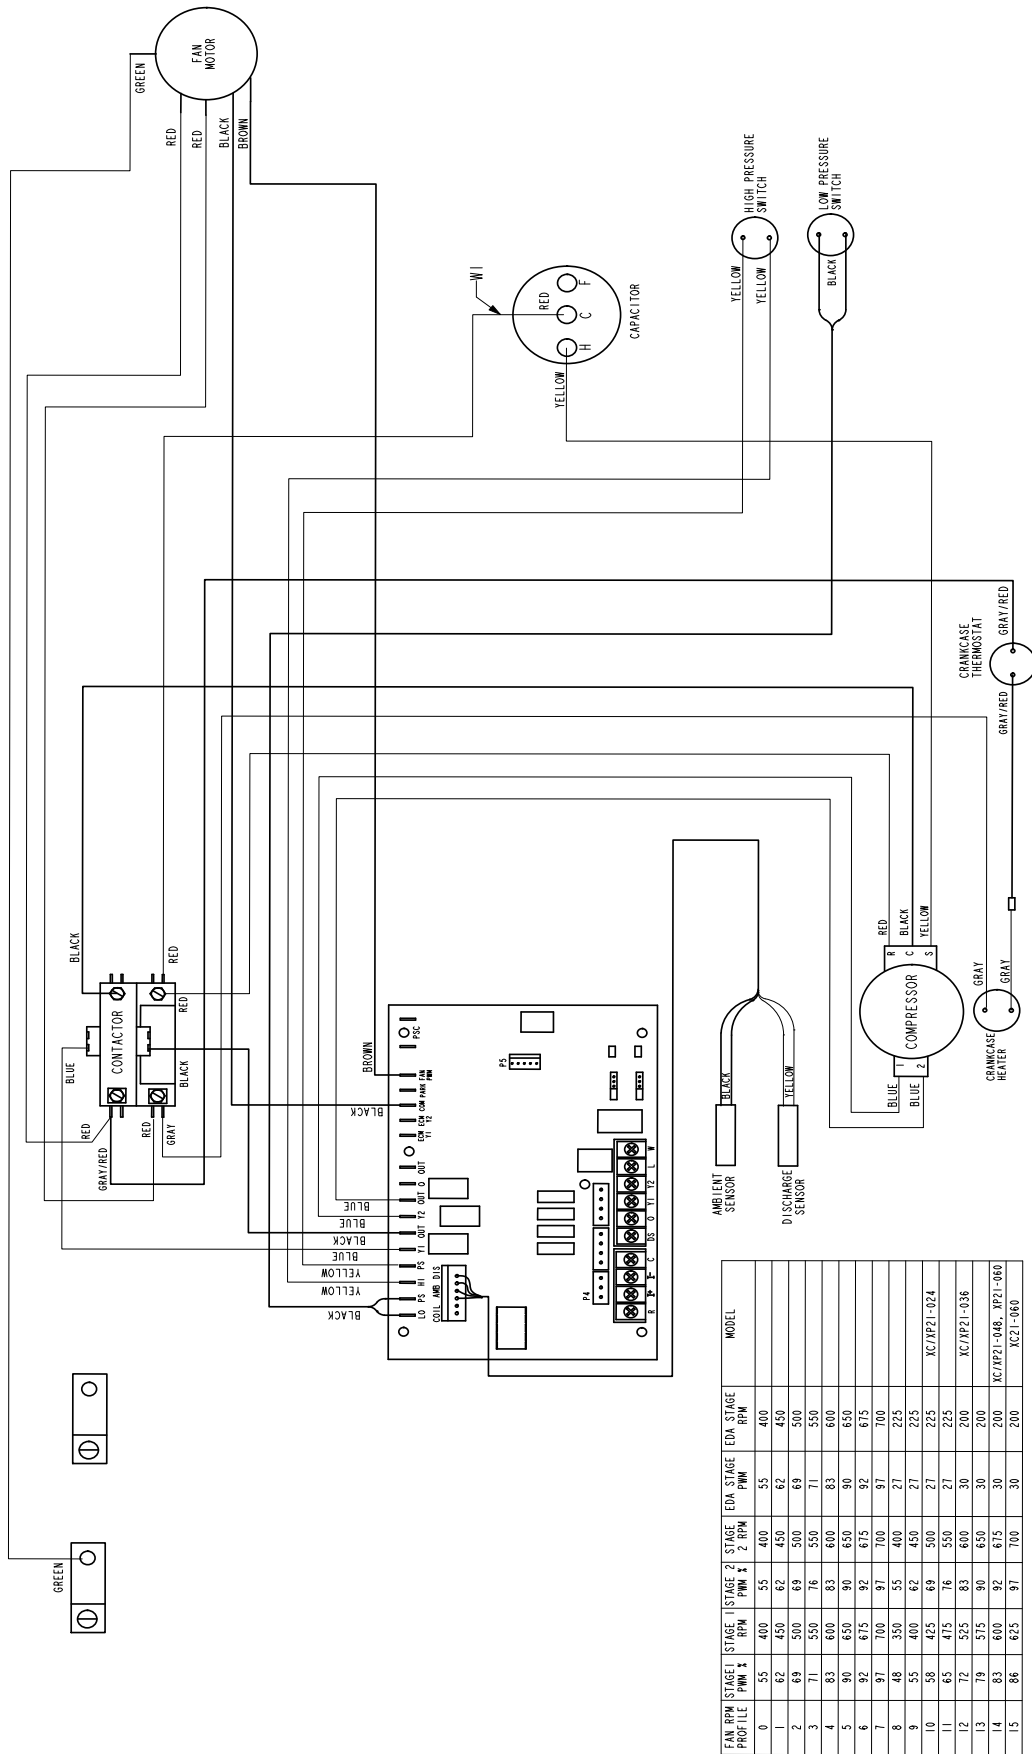 FAN
MOTOR
GREEN
RED
RED
BLACK
BROWN
HIGH PRESSURE
SWITCH
LOW PRESSURE
SWITCH
YELLOW
YELLOW
BLACK
W1
RED
F
C
H
CAPACITOR
YELLOW
CRANKCASE
THERMOSTAT
GRAY/RED
GRAY/RED
BLACK
RED
CONTACTOR
RED
BLUE
BLACK
RED
GRAY/RED
RED
GRAY
RED
BLACK
YELLOW
R
C
S
COMPRESSOR
1
2
BLUE
BLUE
GRAY
GRAY
CRANKCASE
HEATER
BLACK
YELLOW
AMBIENT
SENSOR
DISCHARGE
SENSOR
BROWN
BLACK
BLUE
BLUE
BLACK
BLUE
YELLOW
YELLOW
BLACK
PSC
FAN
PWM
PARK
COM
ECM
Y2
ECM
Y1
OUT
O
OUT
Y2
OUT
Y1
PS
HI
PS
LO
COIL AMB DIS
P5
P4
W
L
Y2
Y1
O
DS
C
I-
I+
R
GREEN
FAN RPM PROFILE STAGE1 PWM % STAGE 1 RPM STAGE 2 PWM % STAGE 2 RPM EDA STAGE PWM EDA STAGE RPM MODEL
0 55 400 55 400 55 400
1 62 450 62 450 62 450
2 69 500 69 500 69 500
3 71 550 76 550 71 550
4 83 600 83 600 83 600
5 90 650 90 650 90 650
6 92 675 92 675 92 675
7 97 700 97 700 97 700
8 48 350 55 400 27 225
9 55 400 62 450 27 225
10 58 425 69 500 27 225 XC/XP21-024
11 65 475 76 550 27 225
12 72 525 83 600 30 200 XC/XP21-036
13 79 575 90 650 30 200
14 83 600 92 675 30 200 XC/XP21-048, XP21-060
15 86 625 97 700 30 200 XC21-060